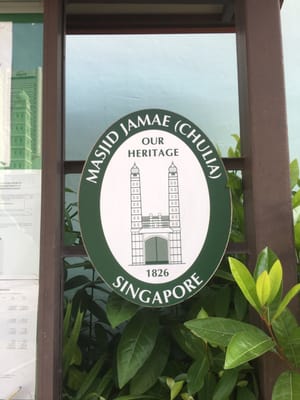 MASJID JAMAE (CHULIA)
OUR
HERITAGE
1826
SINGAPORE